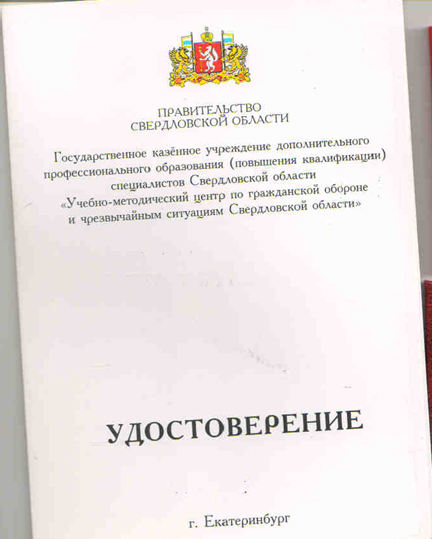 ПРАВИТЕЛЬСТВО
СВЕРДЛОВСКОЙ ОБЛАСТИ
Государственное казённое учреждение дополнительного
профессионального образования (повышения квалификации)
специалистов Свердловской области
«Учебно-методический центр по гражданской обороне
и чрезвычайным ситуациям Свердловской области»
УДОСТОВЕРЕНИЕ
г. Екатеринбург